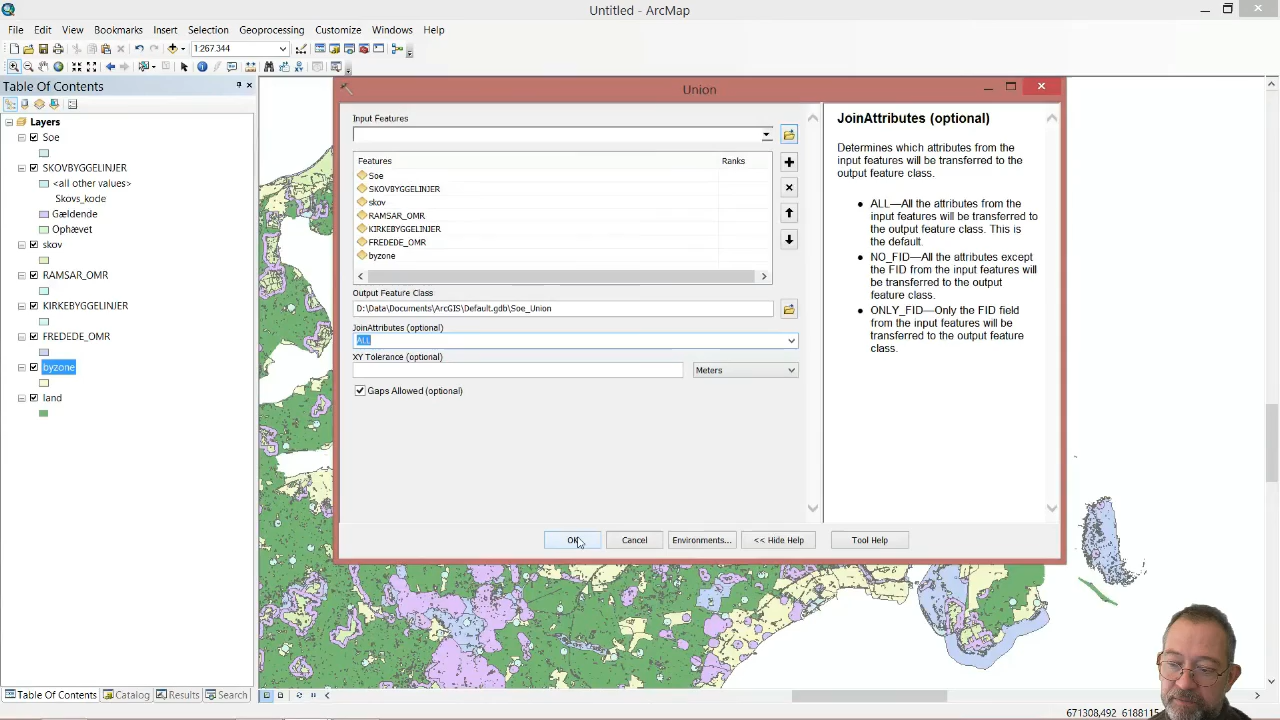 Untitled - ArcMap
File Edit View Bookmarks Insert Selection Geoprocessing Customize Windows Help
1:267.344
Table Of Contents
Layers
Soe
SKOVBYGGELINJER
<all other values>
Skovs_kode
Gældende
Ophævet
skov
RAMSAR_OMR
KIRKEBYGGELINJER
FREDEDE_OMR
byzone
land
Union
Input Features
Features Ranks
Soe
SKOVBYGGELINJER
skov
RAMSAR_OMR
KIRKEBYGGELINJER
FREDEDE_OMR
byzone
Output Feature Class
D:\Data\Documents\ArcGIS\Default.gdb\Soe_Union
JoinAttributes (optional)
ALL
XY Tolerance (optional)
Meters
Gaps Allowed (optional)
OK Cancel Environments... << Hide Help Tool Help
JoinAttributes (optional)
Determines which attributes from the
input features will be transferred to the
output feature class.
ALL—All the attributes from the
input features will be transferred to
the output feature class. This is
the default.
NO_FID—All the attributes except
the FID from the input features will
be transferred to the output
feature class.
ONLY_FID—Only the FID field
from the input features will be
transferred to the output feature
class.
Table Of Contents Catalog Results Search
671308,492 6188115